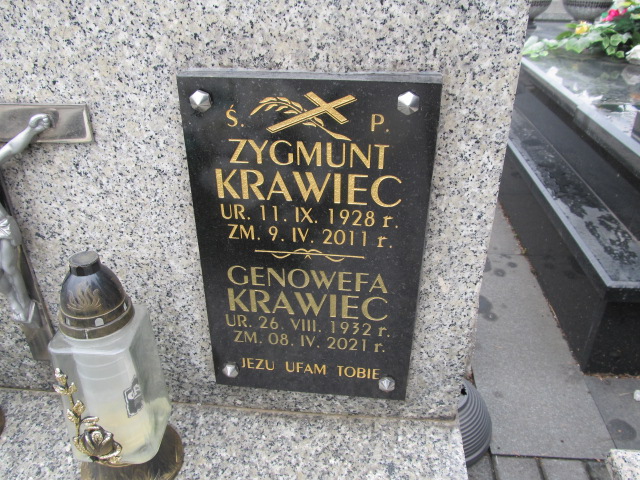 Ś. P.
ZYGMUNT
KRAWIEC
UR. 11. IX. 1928 r.
ZM. 9. IV. 2011 r.
GENOWEFA
KRAWIEC
UR. 26. VIII. 1932 r.
ZM. 08. IV. 2021 r.
JEZU UFAM TOBIE